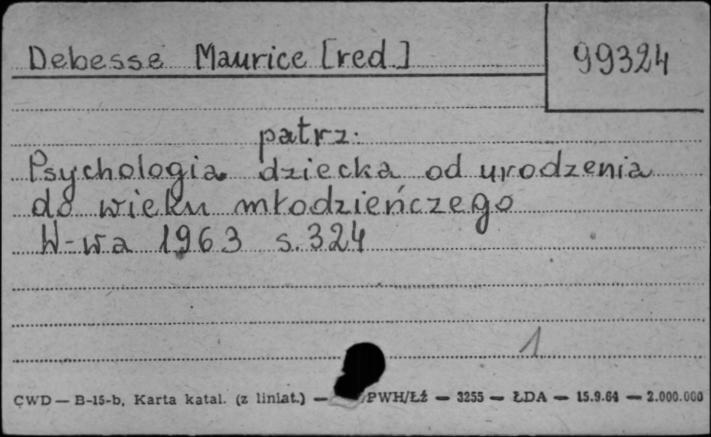 Debesse Maurice [red.] 99324
patrz:
Psychologia dziecka od urodzenia
do wieku młodzieńczego
W-wa 1963 s. 324
1
CWD — B-15-b, Karta katal. (z liniat.) — PWH/Łź — 3255 — ŁDA — 15.9.64 — 2.000.000